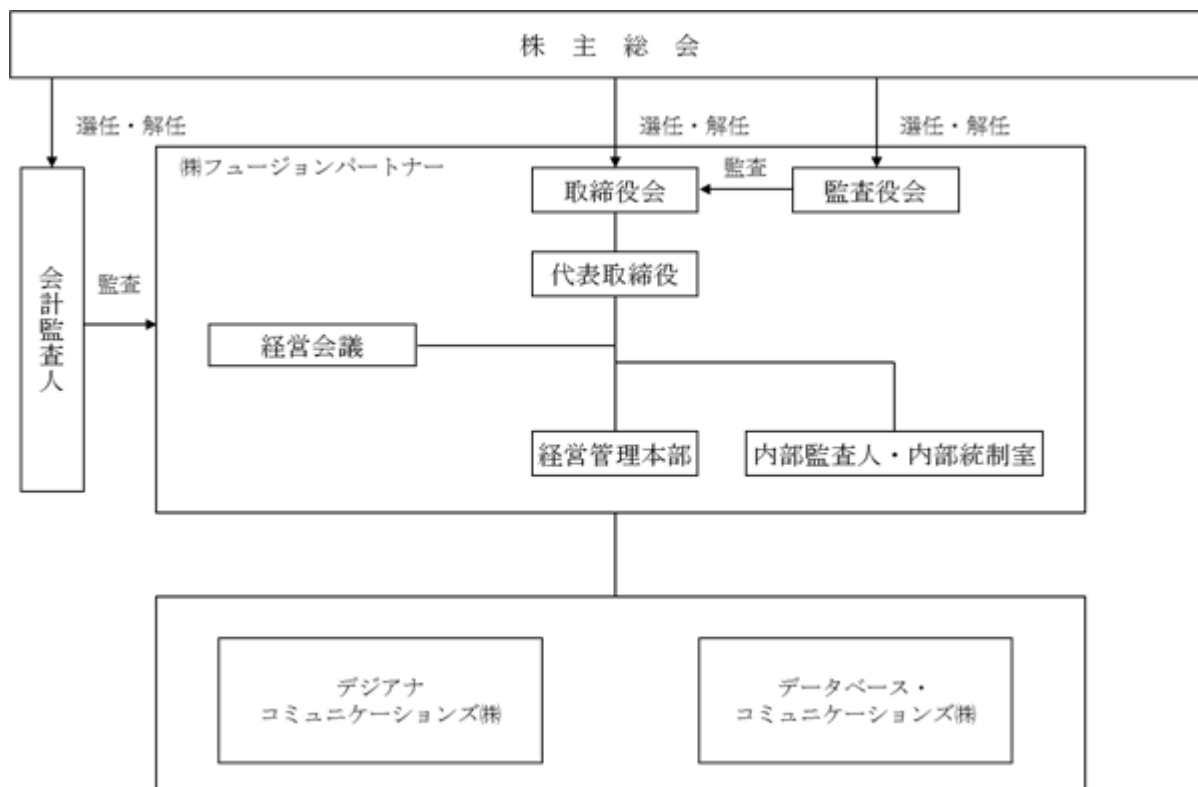 株主総会
選任・解任
選任・解任
選任・解任
㈱フュージョンパートナー
取締役会
監査
監査役会
代表取締役
会計監査人
監査
経営会議
経営管理本部
内部監査人・内部統制室
デジアナ
コミュニケーションズ㈱
データベース・
コミュニケーションズ㈱